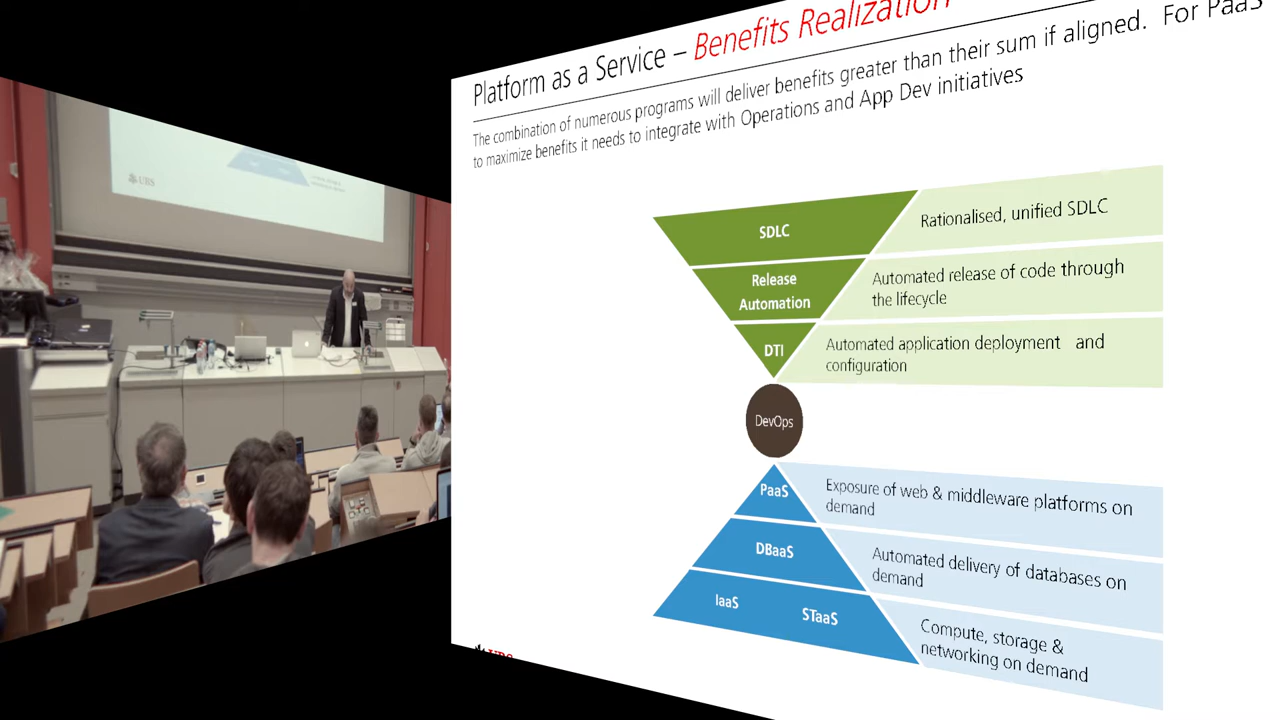 Platform as a Service – Benefits Realization
The combination of numerous programs will deliver benefits greater than their sum if aligned. For PaaS
to maximize benefits it needs to integrate with Operations and App Dev initiatives
SDLC
Rationalised, unified SDLC
Release
Automation
Automated release of code through
the lifecycle
DTI
Automated application deployment and
configuration
DevOps
PaaS
Exposure of web & middleware platforms on
demand
DBaaS
Automated delivery of databases on
demand
IaaS
STaaS
Compute, storage &
networking on demand
UBS
UBS